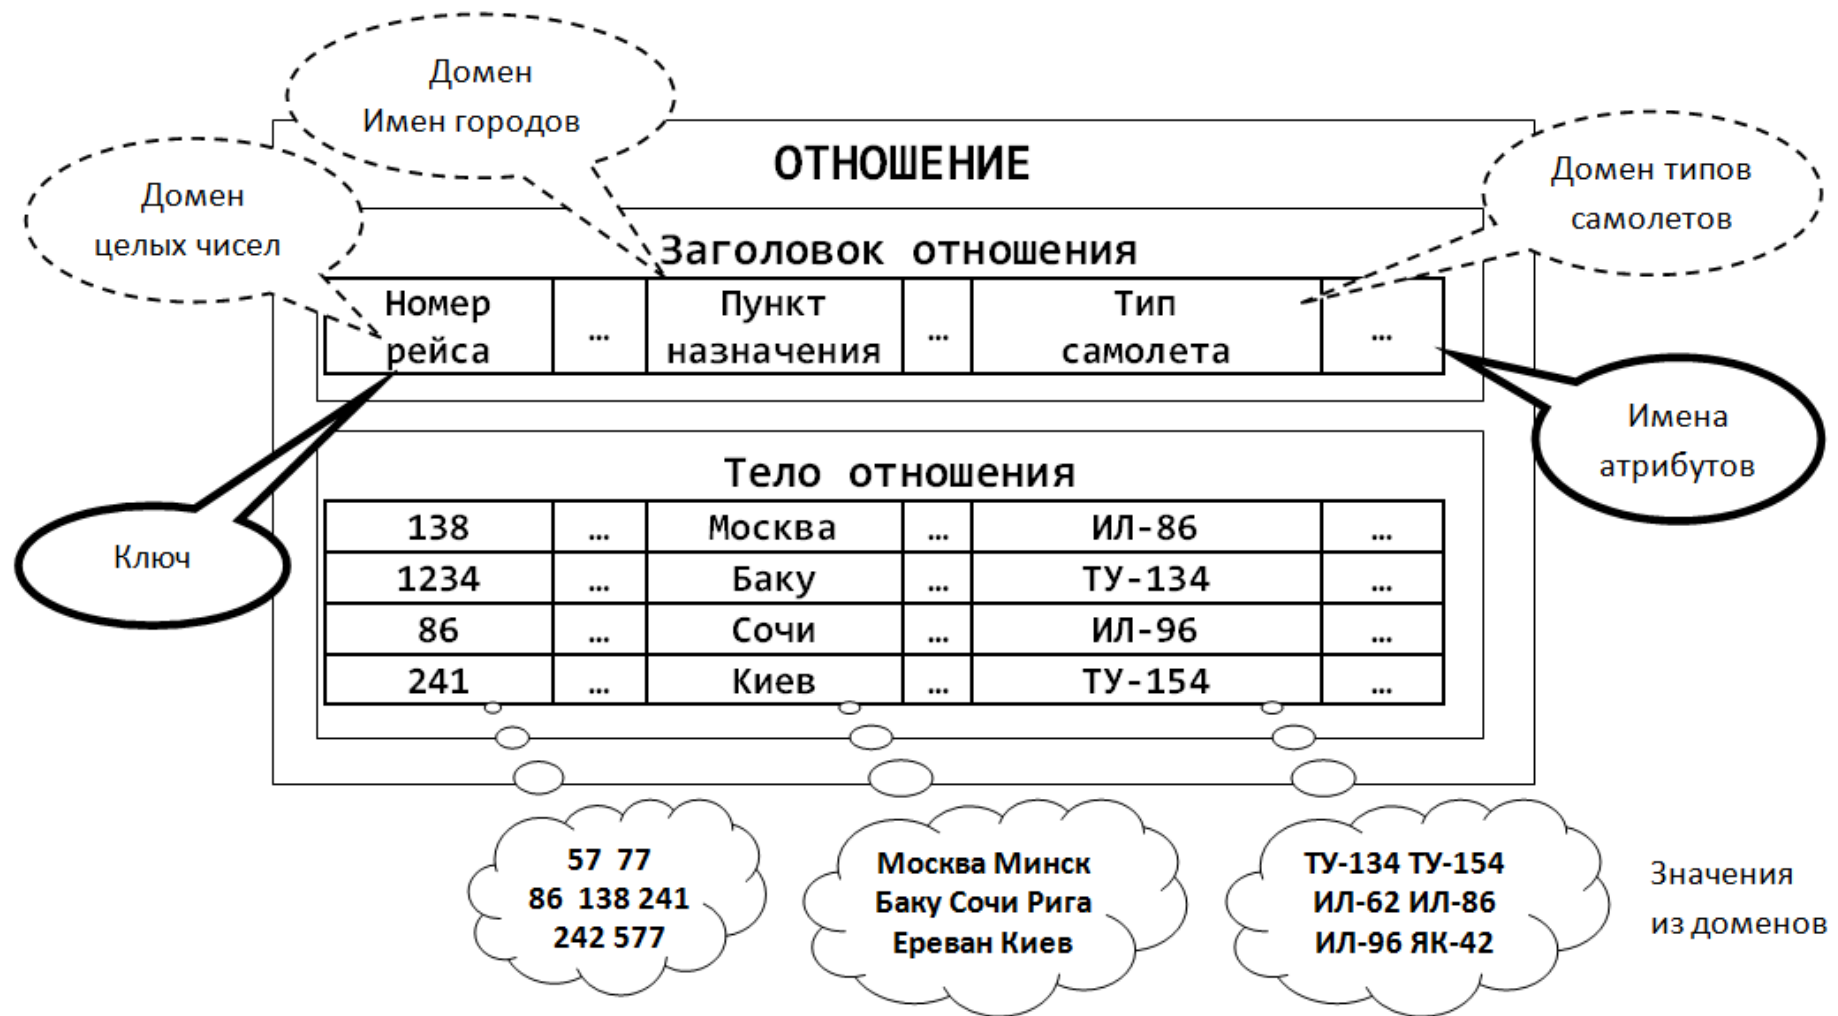 Домен
Имен городов
ОТНОШЕНИЕ
Домен
целых чисел
Домен типов
самолетов
Заголовок отношения
Номер
рейса
...
Пункт
назначения
...
Тип
самолета
...
Имена
атрибутов
Тело отношения
Ключ
138 ... Москва ... ИЛ-86 ...
1234 ... Баку ... ТУ-134 ...
86 ... Сочи ... ИЛ-96 ...
241 ... Киев ... ТУ-154 ...
57 77
86 138 241
242 577
Москва Минск
Баку Сочи Рига
Ереван Киев
ТУ-134 ТУ-154
ИЛ-62 ИЛ-86
ИЛ-96 ЯК-42
Значения
из доменов